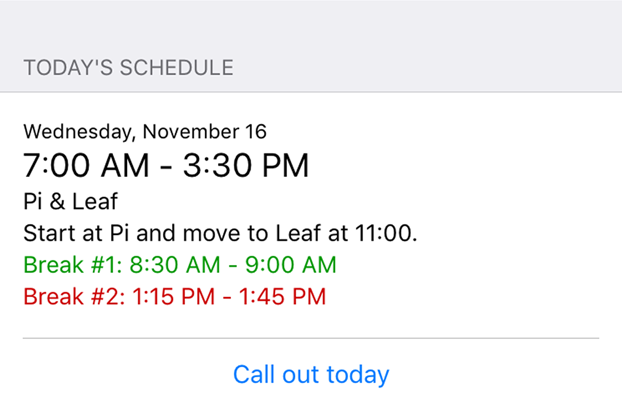 TODAY'S SCHEDULE
Wednesday, November 16
7:00 AM - 3:30 PM
Pi & Leaf
Start at Pi and move to Leaf at 11:00.
Break #1: 8:30 AM - 9:00 AM
Break #2: 1:15 PM - 1:45 PM
Call out today